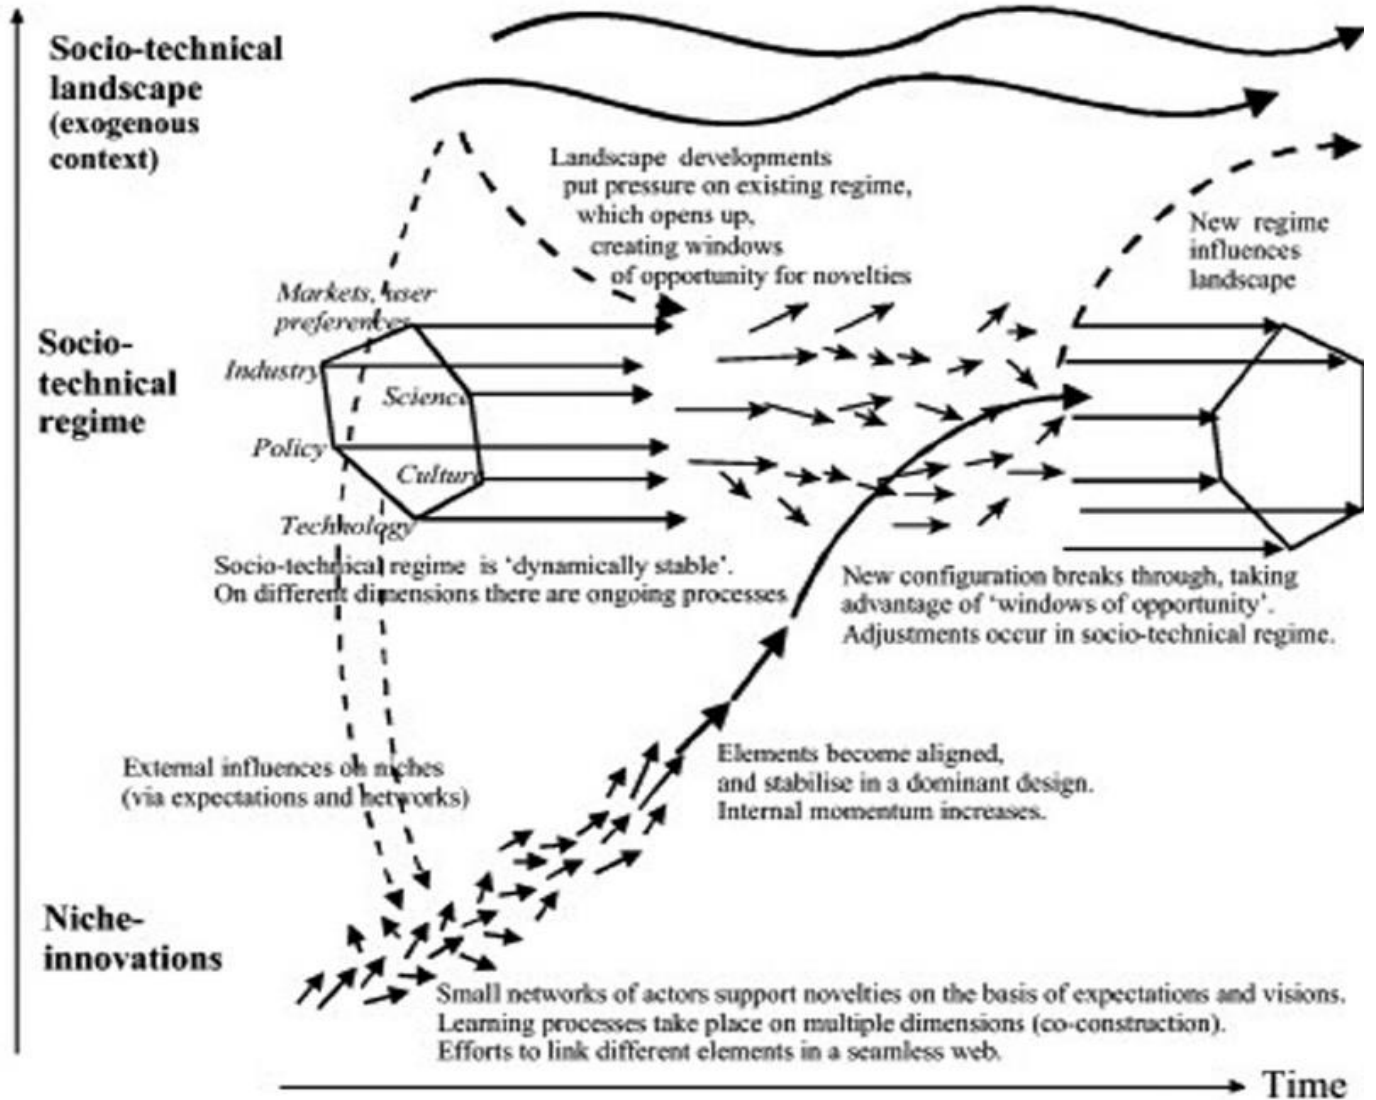 Socio-technical
landscape
(exogenous
context)
Landscape developments
put pressure on existing regime,
which opens up,
creating windows
of opportunity for novelties
New regime
influences
landscape
Markets, user
preferences
Industry
Science
Policy
Culture
Technology
Socio-
technical
regime
Socio-technical regime is ‘dynamically stable’.
On different dimensions there are ongoing processes
New configuration breaks through, taking
advantage of ‘windows of opportunity’.
Adjustments occur in socio-technical regime.
External influences on niches
(via expectations and networks)
Elements become aligned,
and stabilise in a dominant design.
Internal momentum increases.
Niche-
innovations
Small networks of actors support novelties on the basis of expectations and visions.
Learning processes take place on multiple dimensions (co-construction).
Efforts to link different elements in a seamless web.
Time